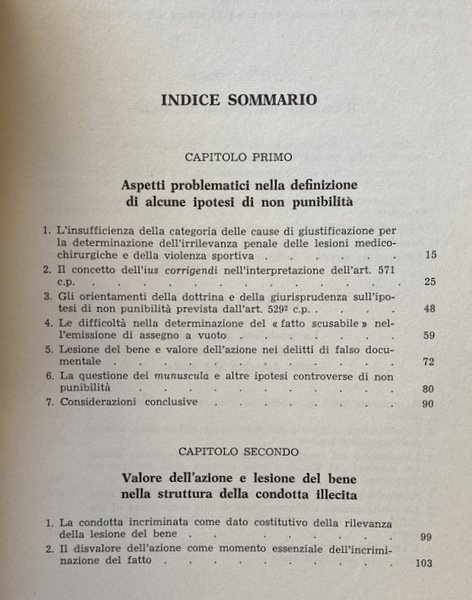 INDICE SOMMARIO
CAPITOLO PRIMO
Aspetti problematici nella definizione
di alcune ipotesi di non punibilità
1. L'insufficienza della categoria delle cause di giustificazione per
la determinazione dell'irrilevanza penale delle lesioni medico-
chirurgiche e della violenza sportiva . . . . . . 15
2. Il concetto dell'ius corrigendi nell'interpretazione dell'art. 571
c.p. . . . . . . . . . . . . . 25
3. Gli orientamenti della dottrina e della giurisprudenza sull'ipo-
tesi di non punibilità prevista dall'art. 529² c.p. . . . . 48
4. Le difficoltà nella determinazione del « fatto scusabile » nel-
l'emissione di assegno a vuoto . . . . . . . 59
5. Lesione del bene e valore dell'azione nei delitti di falso docu-
mentale . . . . . . . . . . . . 72
6. La questione dei munuscula e altre ipotesi controverse di non
punibilità . . . . . . . . . . . 80
7. Considerazioni conclusive . . . . . . . . 90
CAPITOLO SECONDO
Valore dell'azione e lesione del bene
nella struttura della condotta illecita
1. La condotta incriminata come dato costitutivo della rilevanza
della lesione del bene . . . . . . . . . 99
2. Il disvalore dell'azione come momento essenziale dell'incrimi-
nazione del fatto . . . . . . . . . . 103